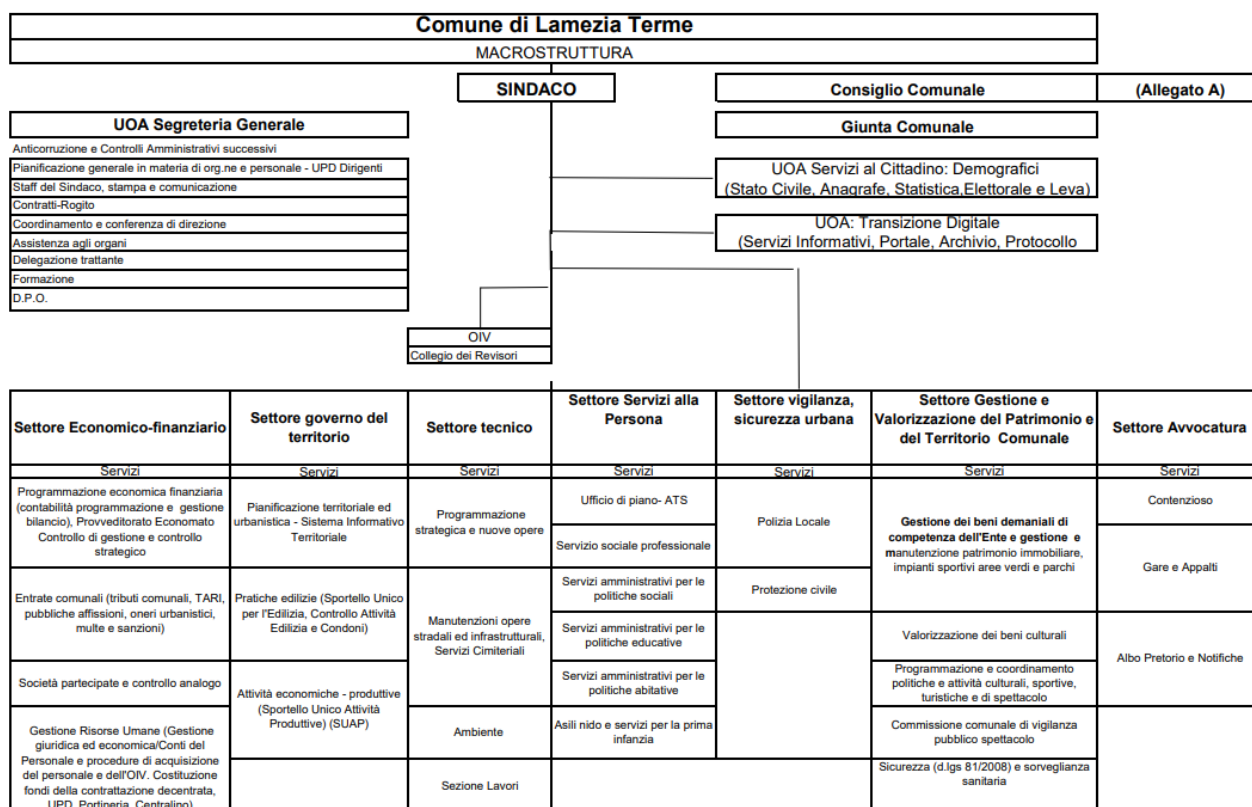 Comune di Lamezia Terme
MACROSTRUTTURA
SINDACO
Consiglio Comunale
(Allegato A)
UOA Segreteria Generale
Giunta Comunale
Anticorruzione e Controlli Amministrativi successivi
Pianificazione generale in materia di org.ne e personale - UPD Dirigenti
Staff del Sindaco, stampa e comunicazione
Contratti-Rogito
Coordinamento e conferenza di direzione
Assistenza agli organi
Delegazione trattante
Formazione
D.P.O.
UOA Servizi al Cittadino: Demografici
(Stato Civile, Anagrafe, Statistica,Elettorale e Leva)
UOA: Transizione Digitale
(Servizi Informativi, Portale, Archivio, Protocollo
OIV
Collegio dei Revisori
Settore Economico-finanziario
Servizi
Programmazione economica finanziaria
(contabilità programmazione e gestione
bilancio), Provveditorato Economato
Controllo di gestione e controllo
strategico
Entrate comunali (tributi comunali, TARI,
pubbliche affissioni, oneri urbanistici,
multe e sanzioni)
Società partecipate e controllo analogo
Gestione Risorse Umane (Gestione
giuridica ed economica/Conti del
Personale e procedure di acquisizione
del personale e dell'OIV. Costituzione
fondi della contrattazione decentrata,
UPD, Portineria, Centralino)
Settore governo del
territorio
Servizi
Pianificazione territoriale ed
urbanistica - Sistema Informativo
Territoriale
Pratiche edilizie (Sportello Unico
per l'Edilizia, Controllo Attività
Edilizia e Condoni)
Attività economiche - produttive
(Sportello Unico Attività
Produttive) (SUAP)
Settore tecnico
Servizi
Programmazione
strategica e nuove opere
Manutenzioni opere
stradali ed infrastrutturali,
Servizi Cimiteriali
Ambiente
Sezione Lavori
Settore Servizi alla
Persona
Servizi
Ufficio di piano- ATS
Servizio sociale professionale
Servizi amministrativi per le
politiche sociali
Servizi amministrativi per le
politiche educative
Servizi amministrativi per le
politiche abitative
Asili nido e servizi per la prima
infanzia
Settore vigilanza,
sicurezza urbana
Servizi
Polizia Locale
Protezione civile
Settore Gestione e
Valorizzazione del Patrimonio e
del Territorio Comunale
Servizi
Gestione dei beni demaniali di
competenza dell'Ente e gestione e
manutenzione patrimonio immobiliare,
impianti sportivi aree verdi e parchi
Valorizzazione dei beni culturali
Programmazione e coordinamento
politiche e attività culturali, sportive,
turistiche e di spettacolo
Commissione comunale di vigilanza
pubblico spettacolo
Sicurezza (d.lgs 81/2008) e sorveglianza
sanitaria
Settore Avvocatura
Servizi
Contenzioso
Gare e Appalti
Albo Pretorio e Notifiche